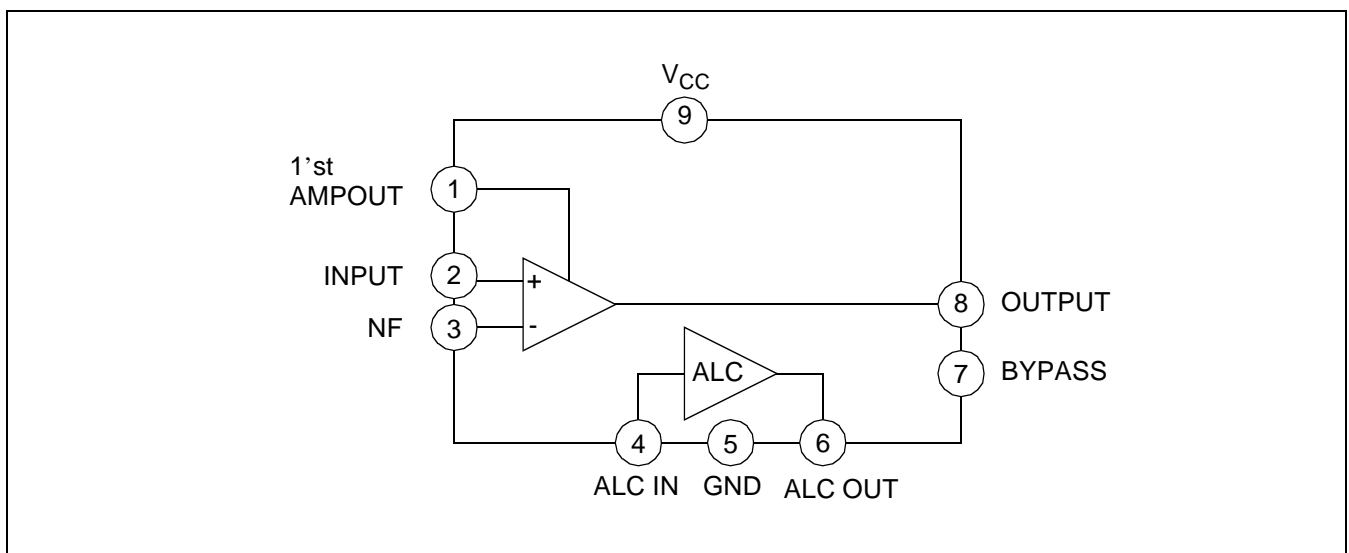 VCC
9
1’st
AMPOUT
1
INPUT
2
+
NF
3
-
8
OUTPUT
ALC
7
BYPASS
4
5
6
ALC IN
GND
ALC OUT